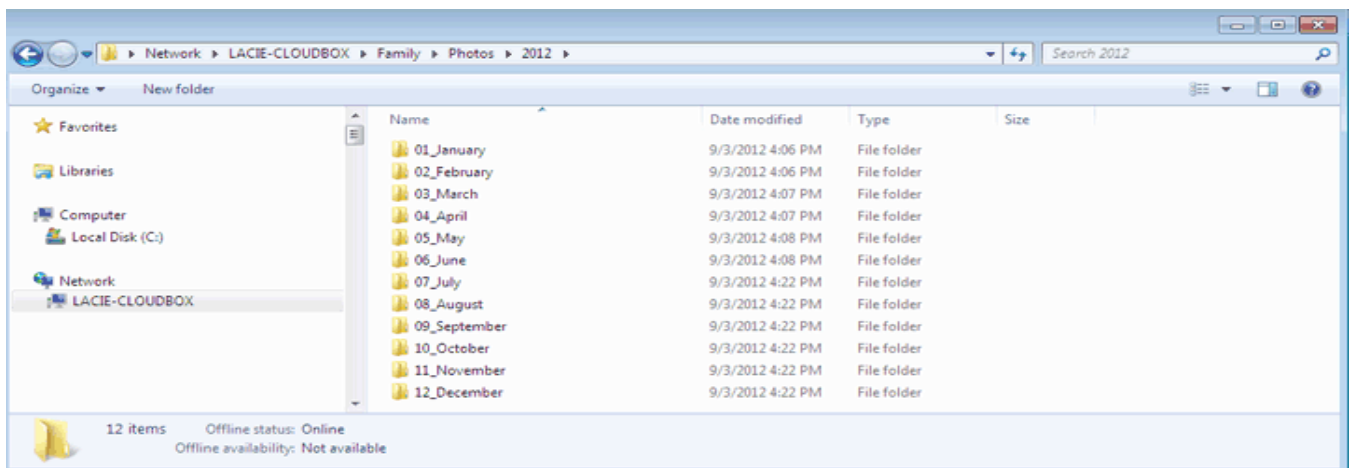 Network ▸ LACIE-CLOUDBOX ▸ Family ▸ Photos ▸ 2012 ▸ Search 2012
Organize New folder
Favorites
Libraries
Computer
Local Disk (C:)
Network
LACIE-CLOUDBOX
Name Date modified Type Size
01_January 9/3/2012 4:06 PM File folder
02_February 9/3/2012 4:06 PM File folder
03_March 9/3/2012 4:07 PM File folder
04_April 9/3/2012 4:07 PM File folder
05_May 9/3/2012 4:08 PM File folder
06_June 9/3/2012 4:08 PM File folder
07_July 9/3/2012 4:22 PM File folder
08_August 9/3/2012 4:22 PM File folder
09_September 9/3/2012 4:22 PM File folder
10_October 9/3/2012 4:22 PM File folder
11_November 9/3/2012 4:22 PM File folder
12_December 9/3/2012 4:22 PM File folder
12 items Offline status: Online
Offline availability: Not available